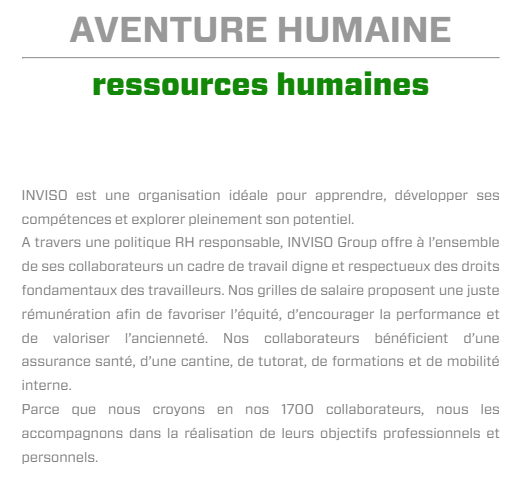 AVENTURE HUMAINE
ressources humaines
INVISO est une organisation idéale pour apprendre, développer ses
compétences et explorer pleinement son potentiel.
A travers une politique RH responsable, INVISO Group offre à l'ensemble
de ses collaborateurs un cadre de travail digne et respectueux des droits
fondamentaux des travailleurs. Nos grilles de salaire proposent une juste
rémunération afin de favoriser l'équité, d'encourager la performance et
de valoriser l'ancienneté. Nos collaborateurs bénéficient d'une
assurance santé, d'une cantine, de tutorat, de formations et de mobilité
interne.
Parce que nous croyons en nos 1700 collaborateurs, nous les
accompagnons dans la réalisation de leurs objectifs professionnels et
personnels.